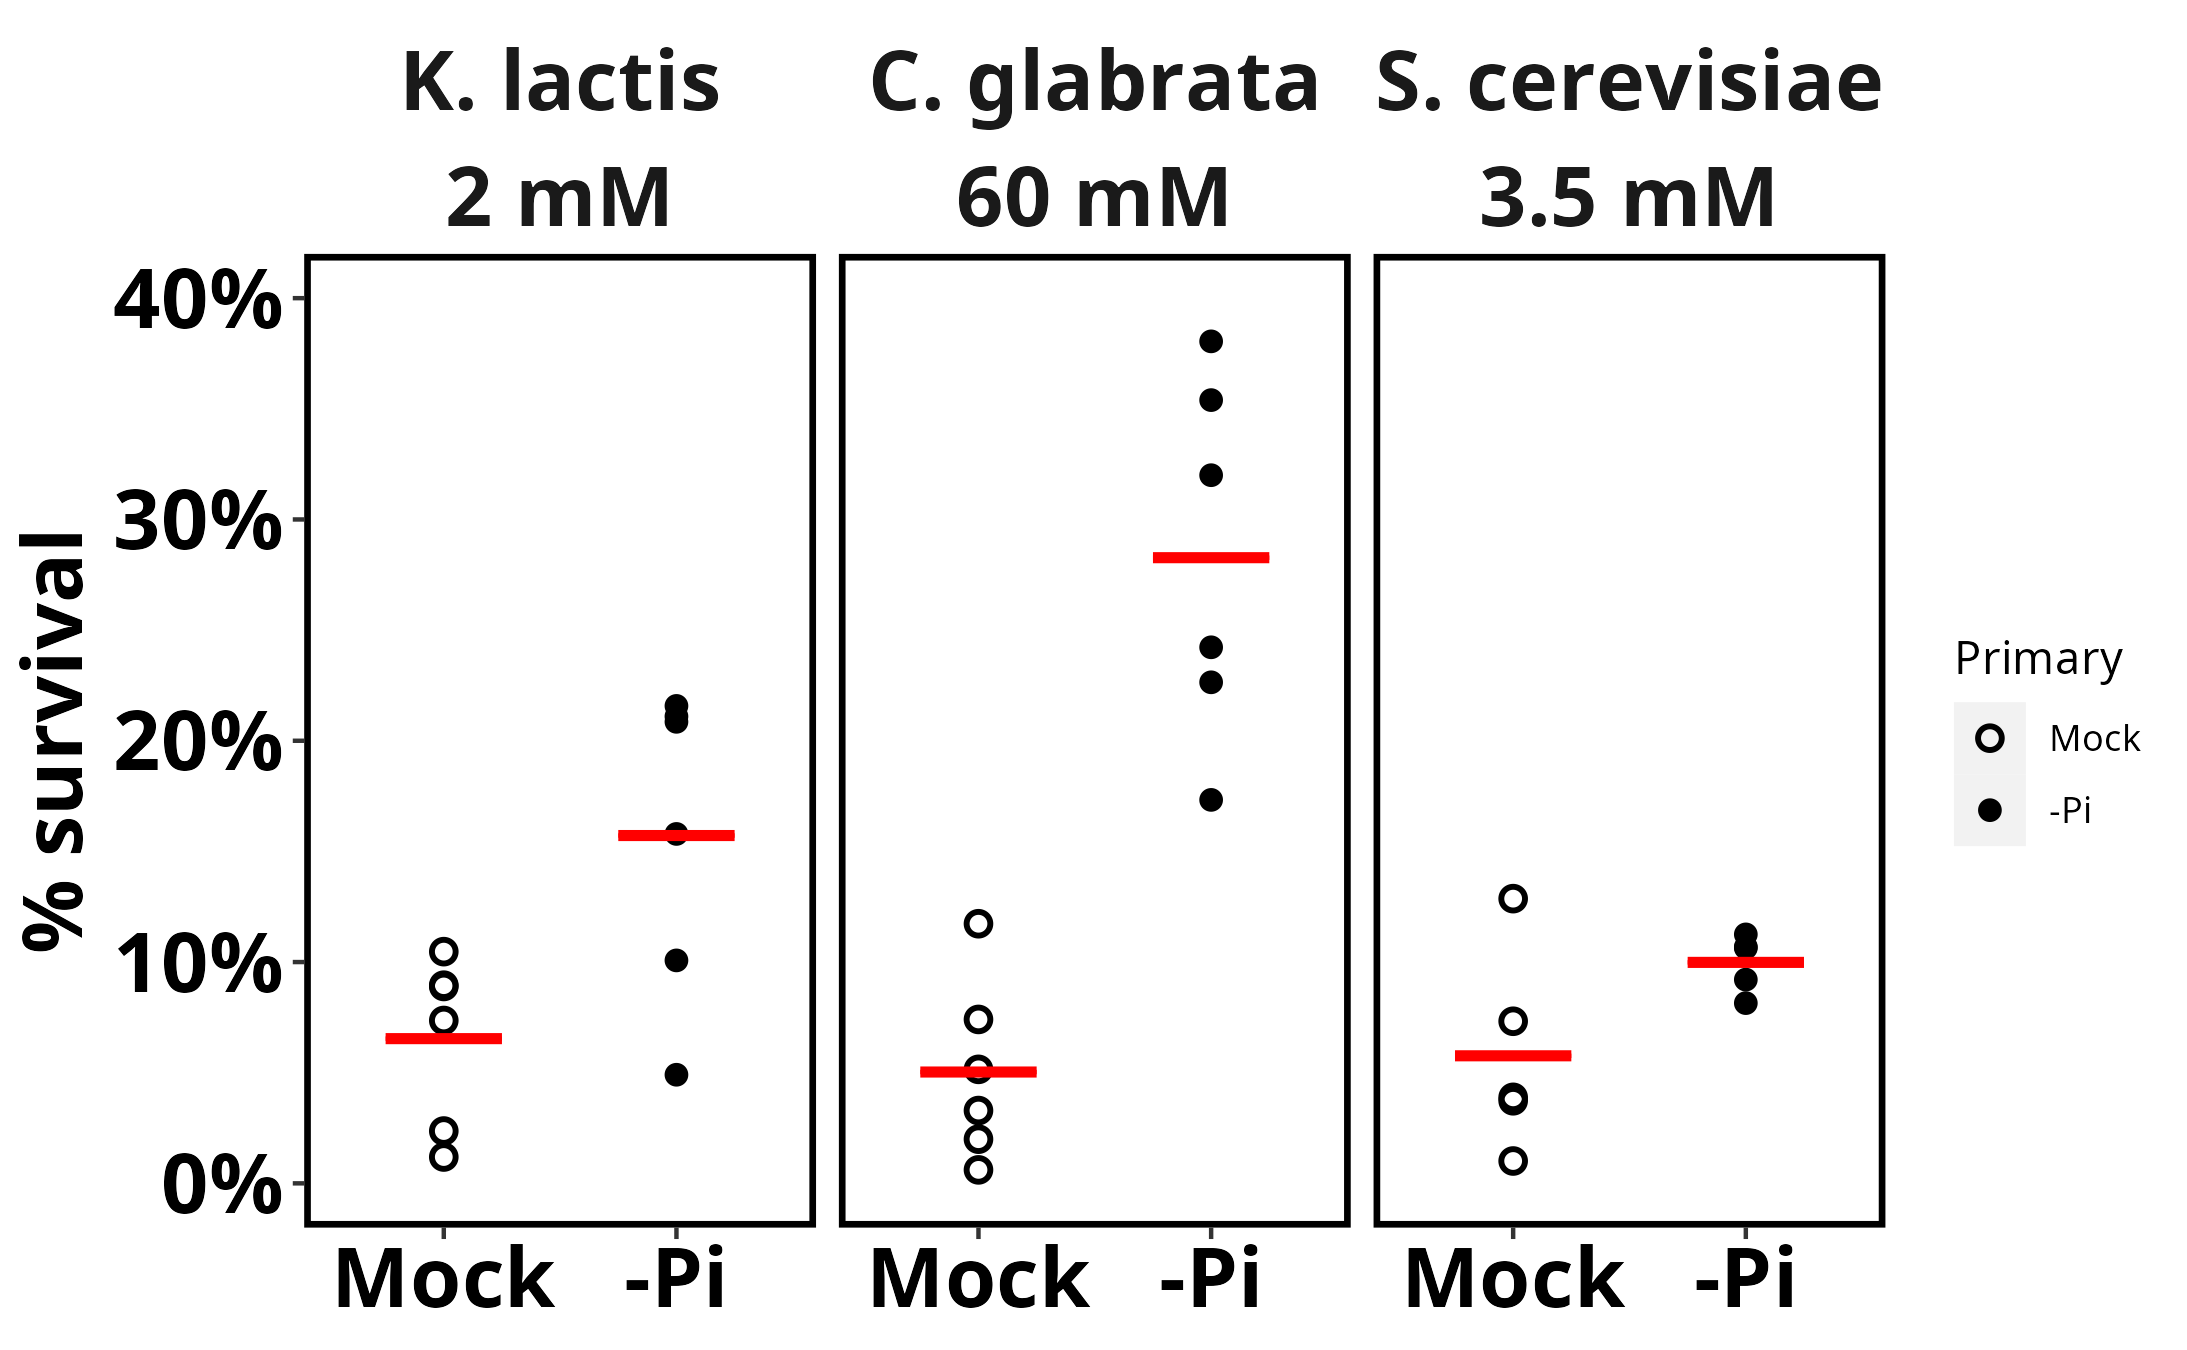 K. lactis
2 mM
C. glabrata
60 mM
S. cerevisiae
3.5 mM
% survival
40%
30%
20%
10%
0%
Mock -Pi
Mock -Pi
Mock -Pi
Primary
Mock
-Pi